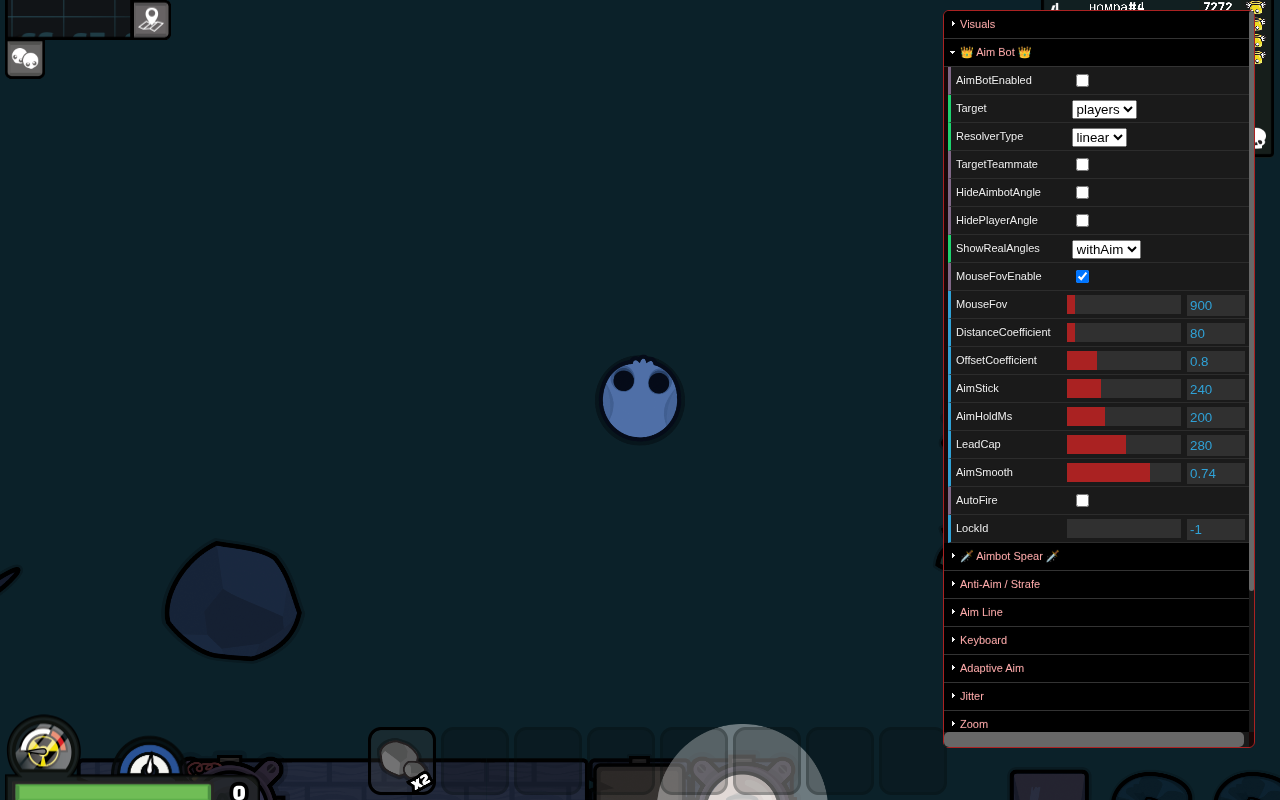 номра#4 7272
Visuals
👑 Aim Bot 👑
AimBotEnabled
Target players
ResolverType linear
TargetTeammate
HideAimbotAngle
HidePlayerAngle
ShowRealAngles withAim
MouseFovEnable
MouseFov 900
DistanceCoefficient 80
OffsetCoefficient 0.8
AimStick 240
AimHoldMs 200
LeadCap 280
AimSmooth 0.74
AutoFire
LockId -1
🗡️ Aimbot Spear 🗡️
Anti-Aim / Strafe
Aim Line
Keyboard
Adaptive Aim
Jitter
Zoom
x2
0